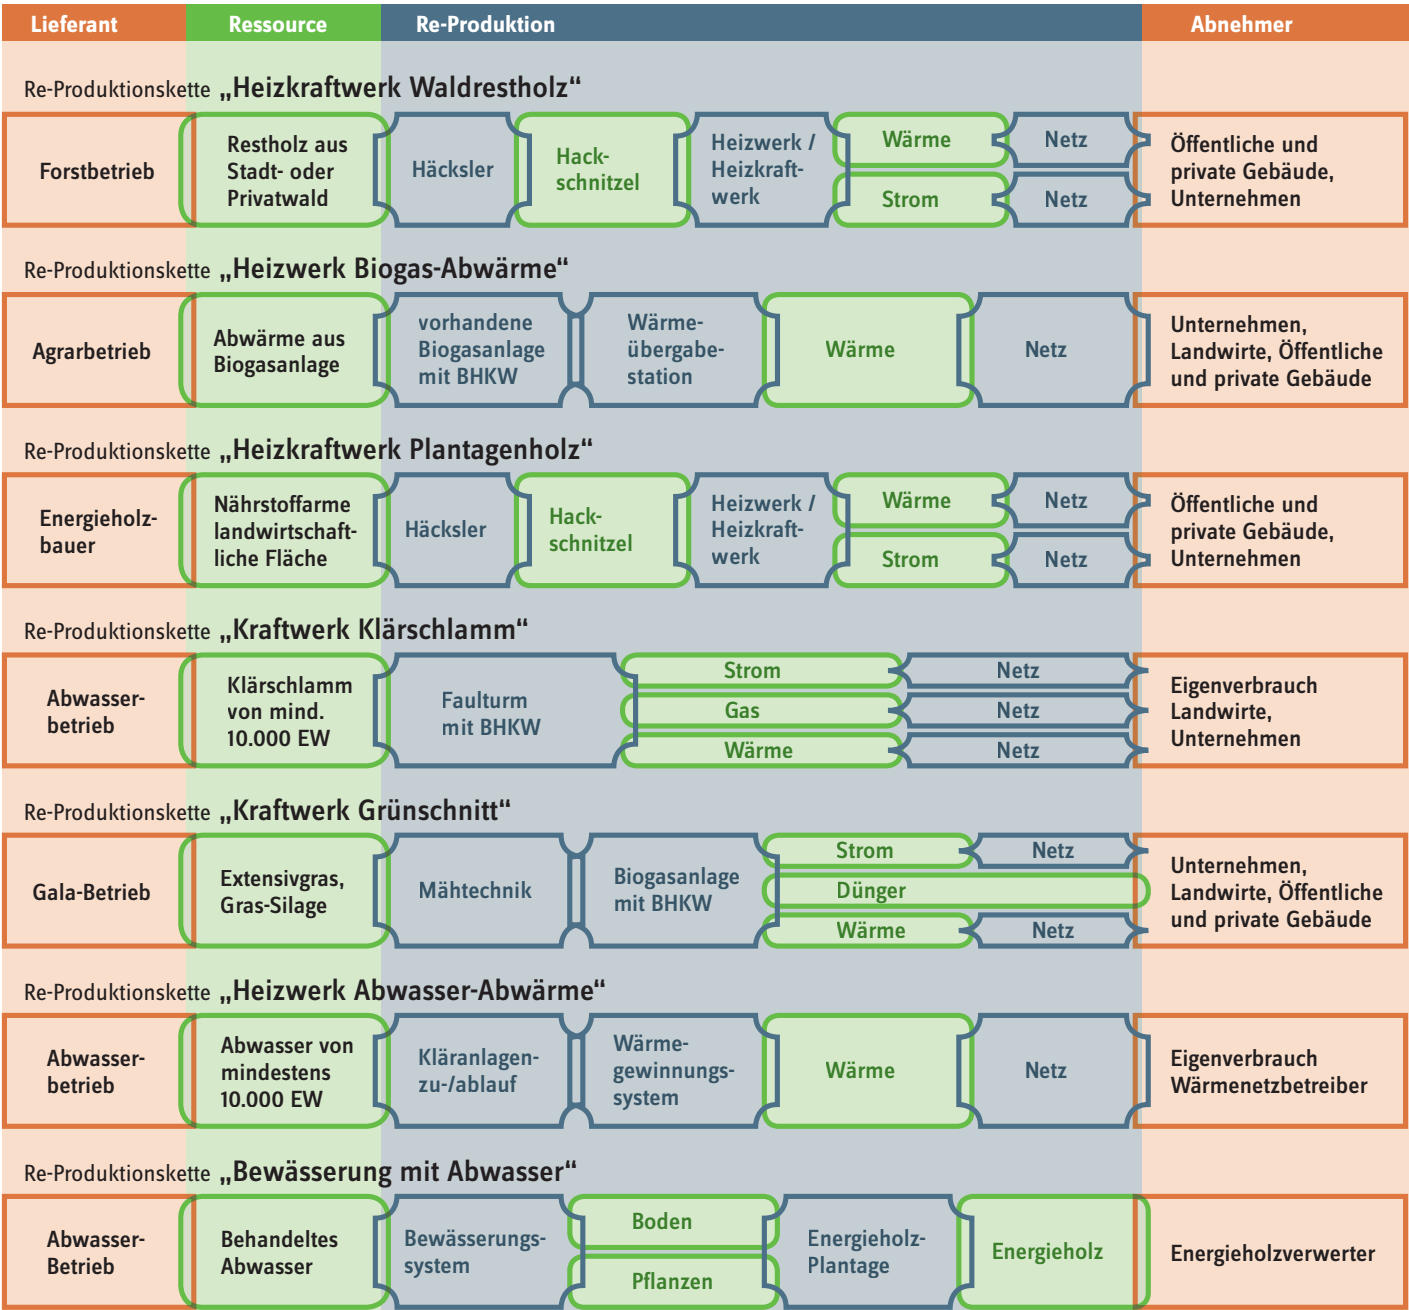 Lieferant Ressource Re-Produktion Abnehmer
Re-Produktionskette „Heizkraftwerk Waldrestholz“
Forstbetrieb
Restholz aus
Stadt- oder
Privatwald
Häcksler
Hack-
schnitzel
Heizwerk /
Heizkraft-
werk
Wärme
Netz
Strom
Netz
Öffentliche und
private Gebäude,
Unternehmen
Re-Produktionskette „Heizwerk Biogas-Abwärme“
Agrarbetrieb
Abwärme aus
Biogasanlage
vorhandene
Biogasanlage
mit BHKW
Wärme-
übergabe-
station
Wärme
Netz
Unternehmen,
Landwirte, Öffentliche
und private Gebäude
Re-Produktionskette „Heizkraftwerk Plantagenholz“
Energieholz-
bauer
Nährstoffarme
landwirtschaft-
liche Fläche
Häcksler
Hack-
schnitzel
Heizwerk /
Heizkraft-
werk
Wärme
Netz
Strom
Netz
Öffentliche und
private Gebäude,
Unternehmen
Re-Produktionskette „Kraftwerk Klärschlamm“
Abwasser-
betrieb
Klärschlamm
von mind.
10.000 EW
Faulturm
mit BHKW
Strom
Netz
Gas
Netz
Wärme
Netz
Eigenverbrauch
Landwirte,
Unternehmen
Re-Produktionskette „Kraftwerk Grünschnitt“
Gala-Betrieb
Extensivgras,
Gras-Silage
Mähtechnik
Biogasanlage
mit BHKW
Strom
Netz
Dünger
Wärme
Netz
Unternehmen,
Landwirte, Öffentliche
und private Gebäude
Re-Produktionskette „Heizwerk Abwasser-Abwärme“
Abwasser-
betrieb
Abwasser von
mindestens
10.000 EW
Kläranlagen-
zu-/ablauf
Wärme-
gewinnungs-
system
Wärme
Netz
Eigenverbrauch
Wärmenetzbetreiber
Re-Produktionskette „Bewässerung mit Abwasser“
Abwasser-
Betrieb
Behandeltes
Abwasser
Bewässerungs-
system
Boden
Pflanzen
Energieholz-
Plantage
Energieholz
Energieholzverwerter